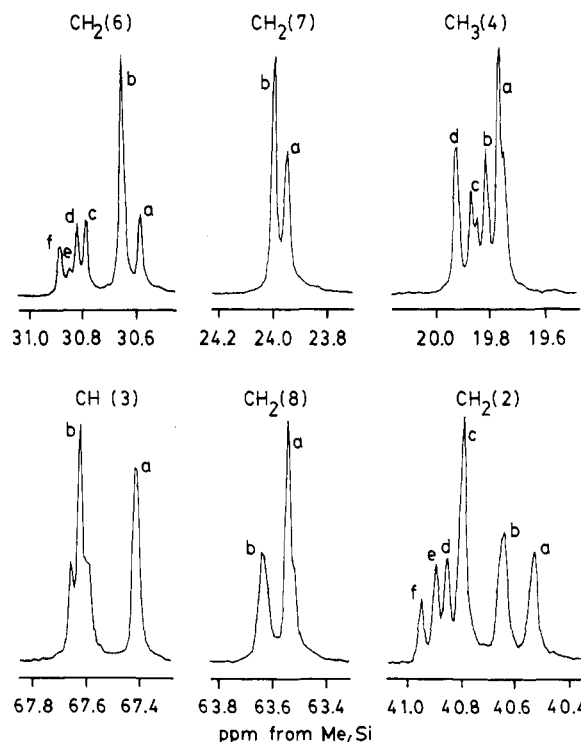 CH2(6) CH2(7) CH3(4)
b b a
a d b
d c a c
f e
31.0 30.8 30.6 24.2 24.0 23.8 20.0 19.8 19.6
CH (3) CH2(8) CH2(2)
b a a c
b e d b a
f
67.8 67.6 67.4 63.8 63.6 63.4 41.0 40.8 40.6 40.4
ppm from Me4Si